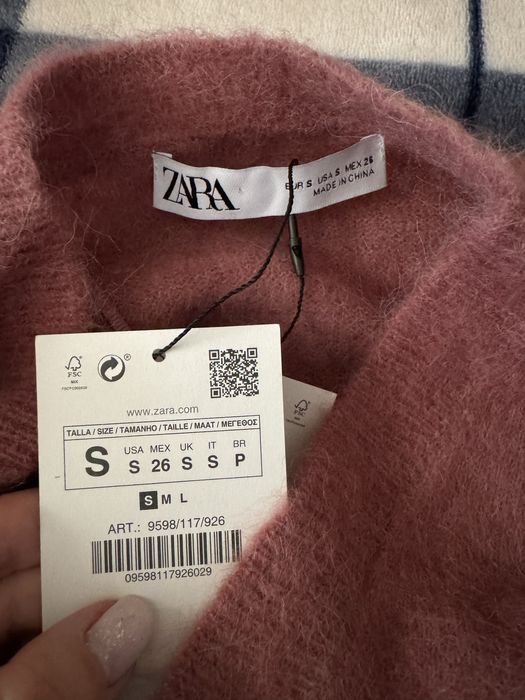 ZARA
EUR S USA S MEX 26
MADE IN CHINA
FSC
MIX
www.zara.com
TALLA / SIZE / TAMANHO / TAILLE / MAAT / ΜΕΓΕΘΟΣ
S
USA MEX UK IT BR
S 26 S S P
S M L
ART.: 9598/117/926
09598117926029